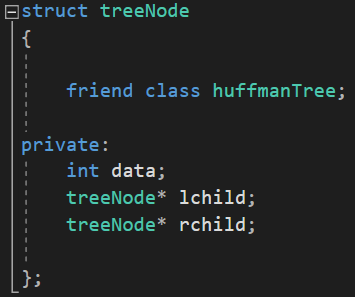 struct treeNode
{
friend class huffmanTree;
private:
int data;
treeNode* lchild;
treeNode* rchild;
};